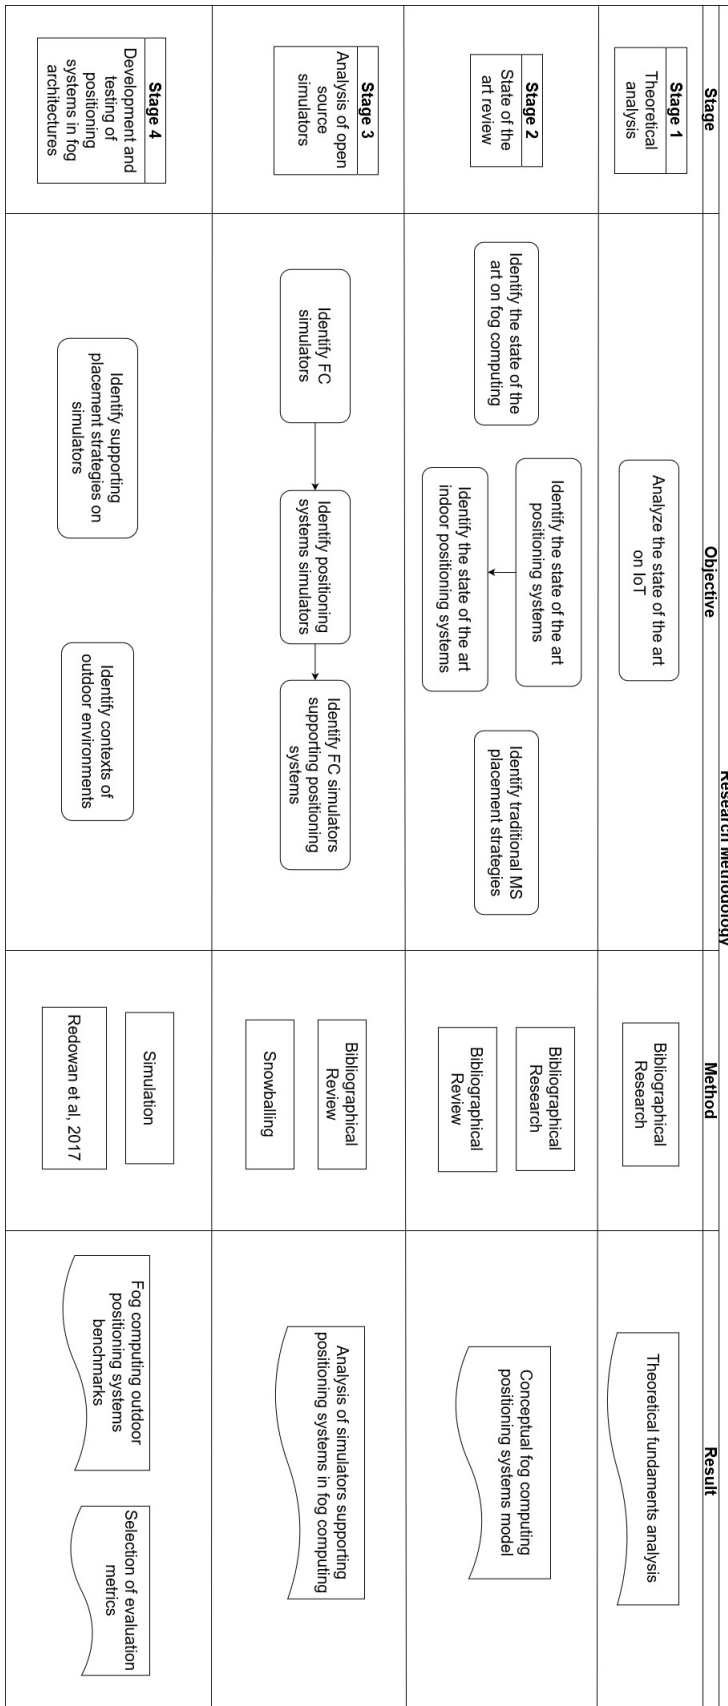 Research Methodology
Stage
Objective
Method
Result
Stage 1
Theoretical
analysis
Analyze the state of the art
on IoT
Bibliographical
Research
Theoretical fundaments analysis
Stage 2
State of the
art review
Identify the state of the
art on fog computing
Identify the state of the art
positioning systems
Identify the state of the art
indoor positioning systems
Identify traditional MS
placement strategies
Bibliographical
Research
Bibliographical
Review
Conceptual fog computing
positioning systems model
Stage 3
Analysis of open
source
simulators
Identify FC
simulators
Identify positioning
systems simulators
Identify FC simulators
supporting positioning
systems
Bibliographical
Review
Snowballing
Analysis of simulators supporting
positioning systems in fog computing
Stage 4
Development and
testing of
positioning
systems in fog
architectures
Identify supporting
placement strategies on
simulators
Identify contexts of
outdoor environments
Simulation
Redowan et al, 2017
Fog computing outdoor
positioning systems
benchmarks
Selection of evaluation
metrics